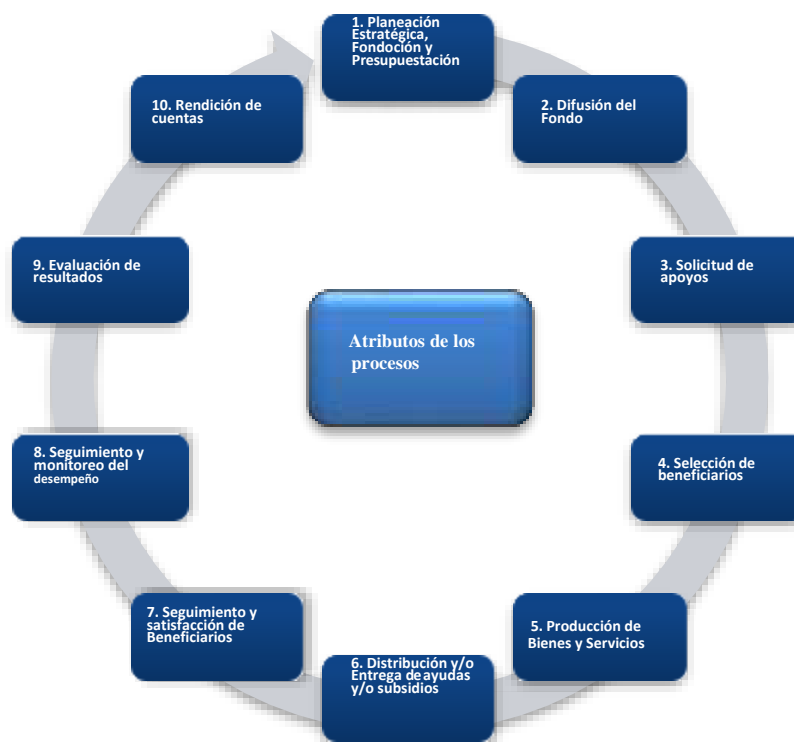 1. Planeación
Estratégica,
Fondoción y
Presupuestación
2. Difusión del
Fondo
3. Solicitud de
apoyos
4. Selección de
beneficiarios
5. Producción de
Bienes y Servicios
6. Distribución y/o
Entrega de ayudas
y/o subsidios
7. Seguimiento y
satisfacción de
Beneficiarios
8. Seguimiento y
monitoreo del
desempeño
9. Evaluación de
resultados
10. Rendición de
cuentas
Atributos de los
procesos